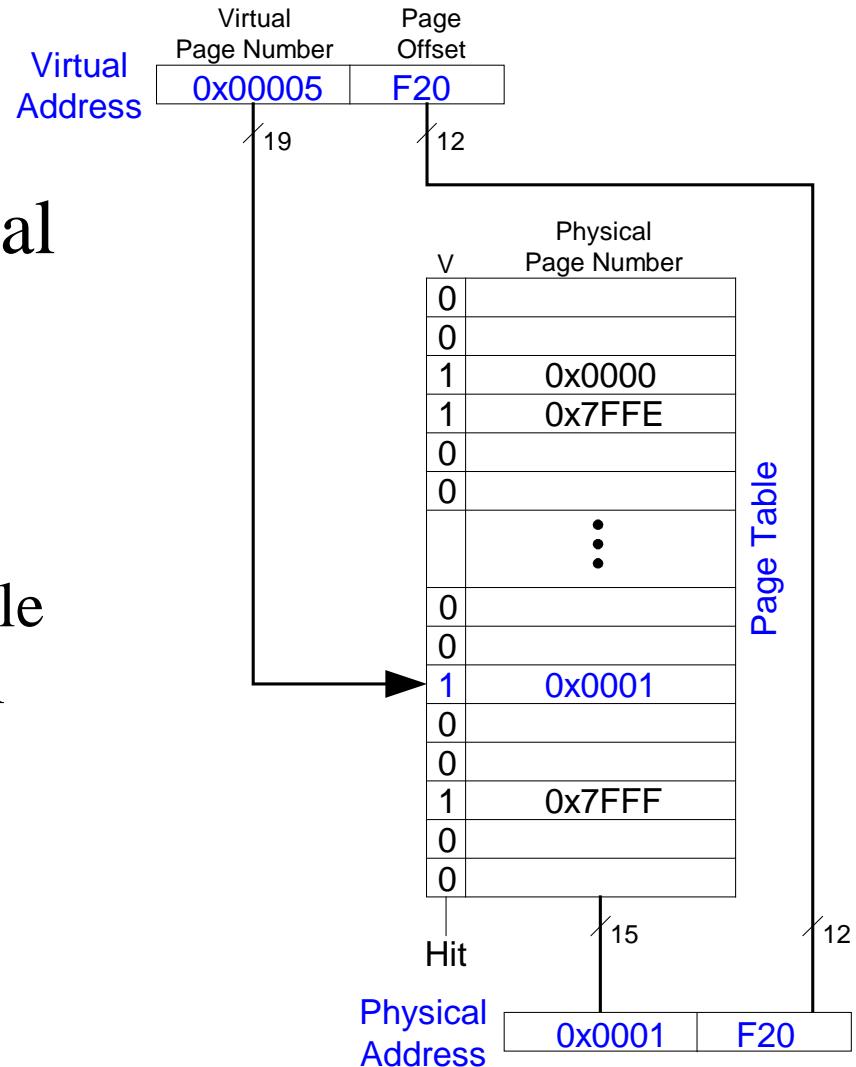 Virtual Page
Page Number Offset
Virtual
Address
0x00005 F20
19 12
al
Physical
V Page Number
0
0
1 0x0000
1 0x7FFE
0
0
Page Table
le
0
0
1 0x0001
0
0
1 0x7FFF
0
0
15 12
Hit
Physical
Address
0x0001 F20